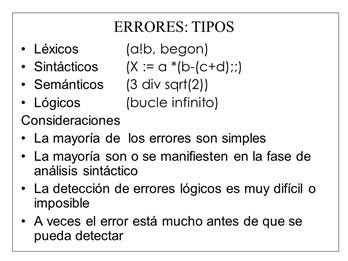 ERRORES: TIPOS
• Léxicos (a!b, begon)
• Sintácticos (X := a *(b-(c+d);;)
• Semánticos (3 div sqrt(2))
• Lógicos (bucle infinito)
Consideraciones
• La mayoría de los errores son simples
• La mayoría son o se manifiesten en la fase de
análisis sintáctico
• La detección de errores lógicos es muy difícil o
imposible
• A veces el error está mucho antes de que se
pueda detectar